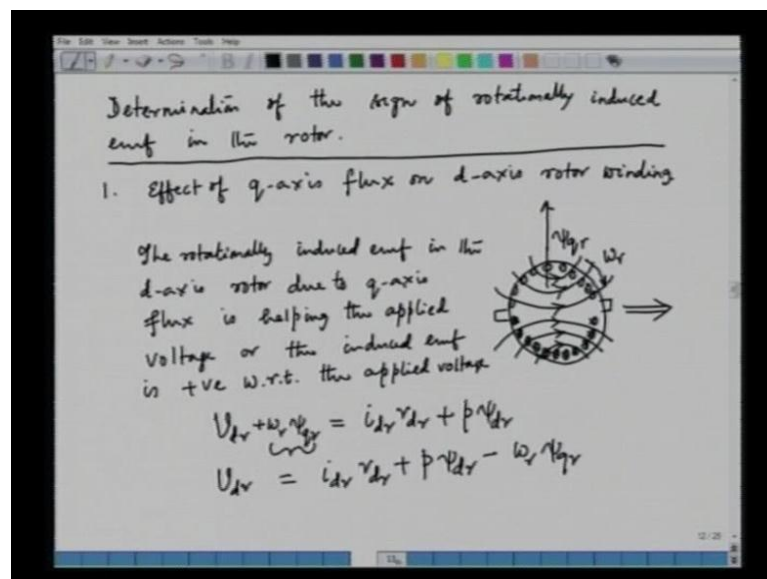 File Edit View Insert Actions Tools Help
Determination of the sign of rotationally induced
emf in the rotor.
1. Effect of q-axis flux on d-axis rotor winding
The rotationally induced emf in the
d-axis rotor due to q-axis
flux is helping the applied
voltage or the induced emf
is +ve w.r.t. the applied voltage
ψqr
ωr
Vdr + ωr ψqr = idr rdr + pψdr
Vdr = idr rdr + pψdr - ωr ψqr
12/25